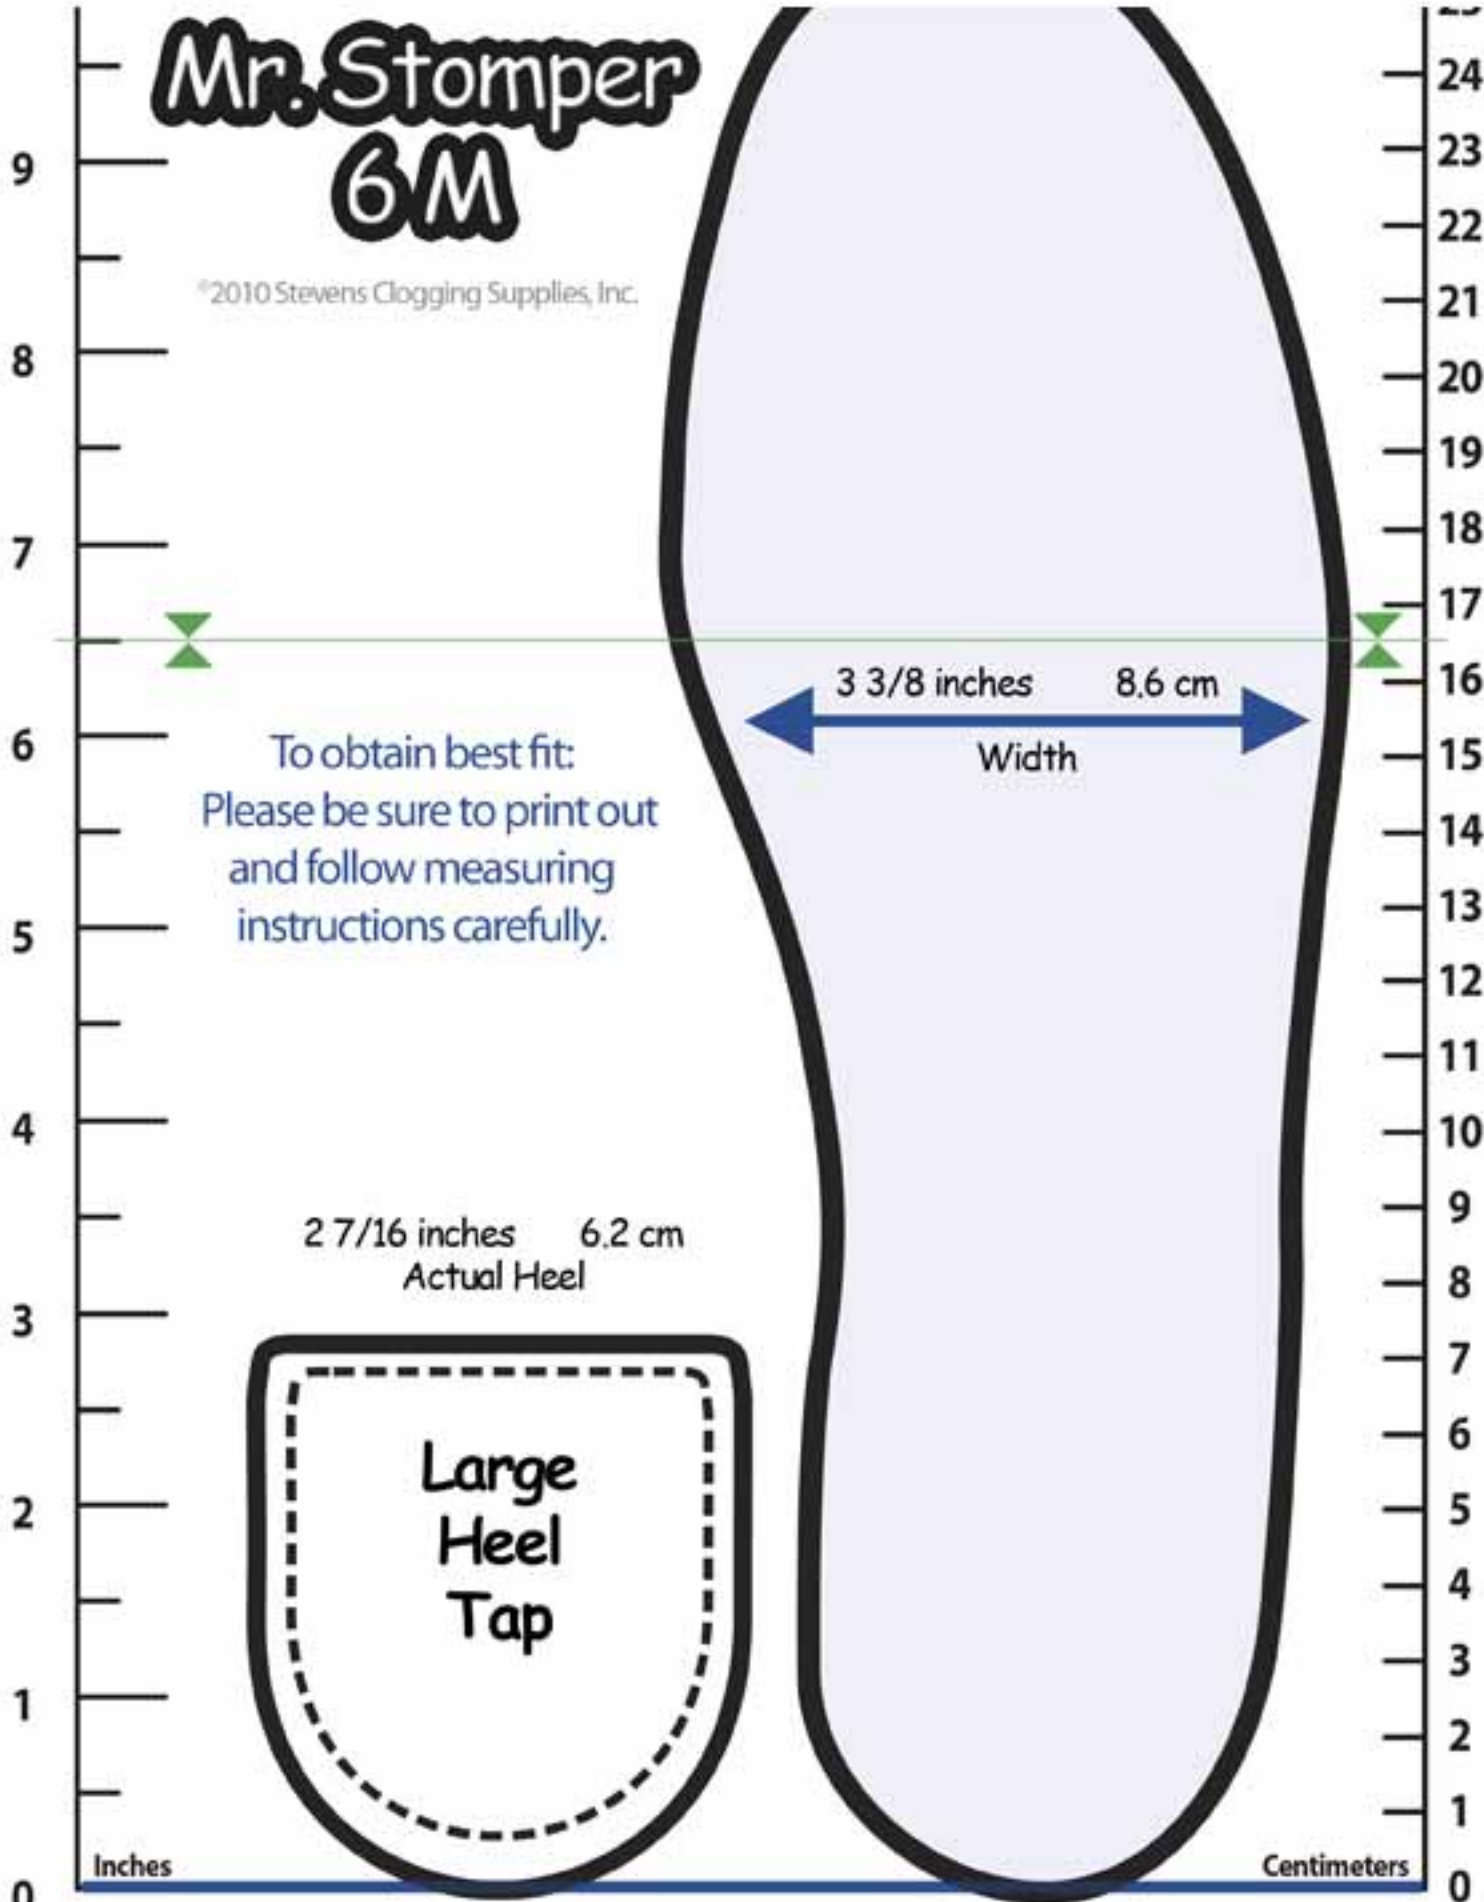 Mr. Stomper
6 M
©2010 Stevens Clogging Supplies, Inc.
9
8
7
6
5
4
3
2
1
0
To obtain best fit:
Please be sure to print out
and follow measuring
instructions carefully.
3 3/8 inches 8.6 cm
Width
2 7/16 inches 6.2 cm
Actual Heel
Large
Heel
Tap
Inches
Centimeters
24
23
22
21
20
19
18
17
16
15
14
13
12
11
10
9
8
7
6
5
4
3
2
1
0